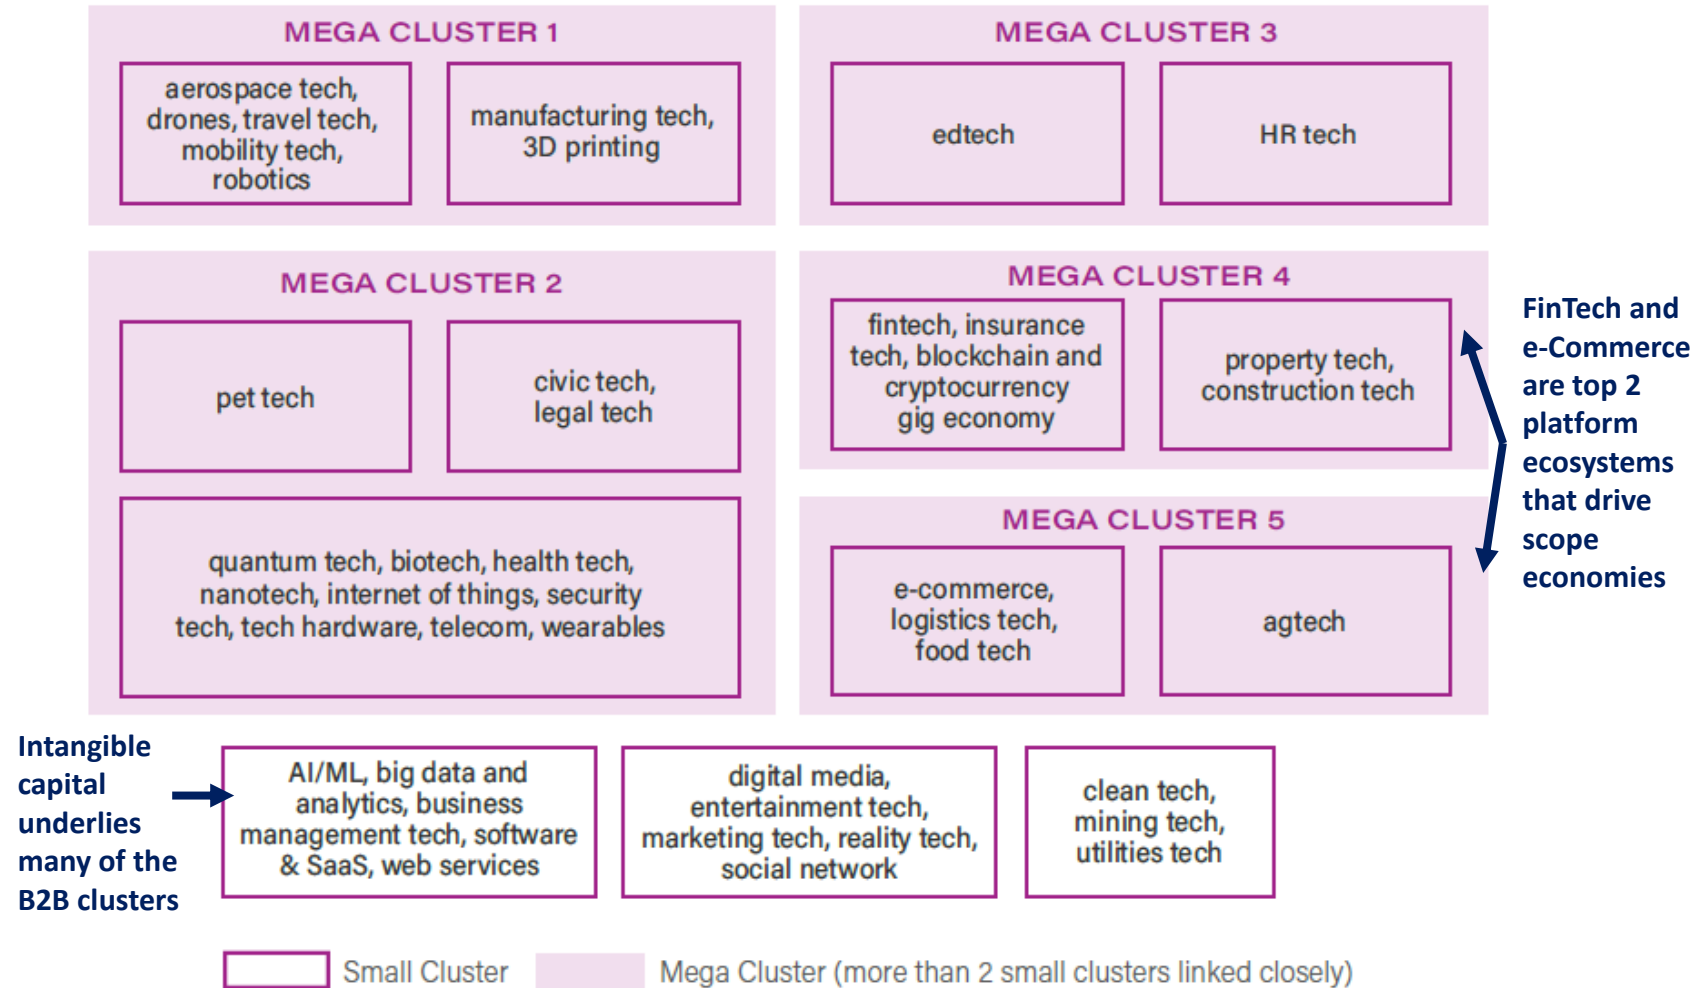 MEGA CLUSTER 1
aerospace tech,
drones, travel tech,
mobility tech,
robotics
manufacturing tech,
3D printing
MEGA CLUSTER 3
edtech
HR tech
MEGA CLUSTER 2
pet tech
civic tech,
legal tech
quantum tech, biotech, health tech,
nanotech, internet of things, security
tech, tech hardware, telecom, wearables
MEGA CLUSTER 4
fintech, insurance
tech, blockchain and
cryptocurrency
gig economy
property tech,
construction tech
MEGA CLUSTER 5
e-commerce,
logistics tech,
food tech
agtech
FinTech and
e-Commerce
are top 2
platform
ecosystems
that drive
scope
economies
Intangible
capital
underlies
many of the
B2B clusters
AI/ML, big data and
analytics, business
management tech, software
& SaaS, web services
digital media,
entertainment tech,
marketing tech, reality tech,
social network
clean tech,
mining tech,
utilities tech
Small Cluster
Mega Cluster (more than 2 small clusters linked closely)